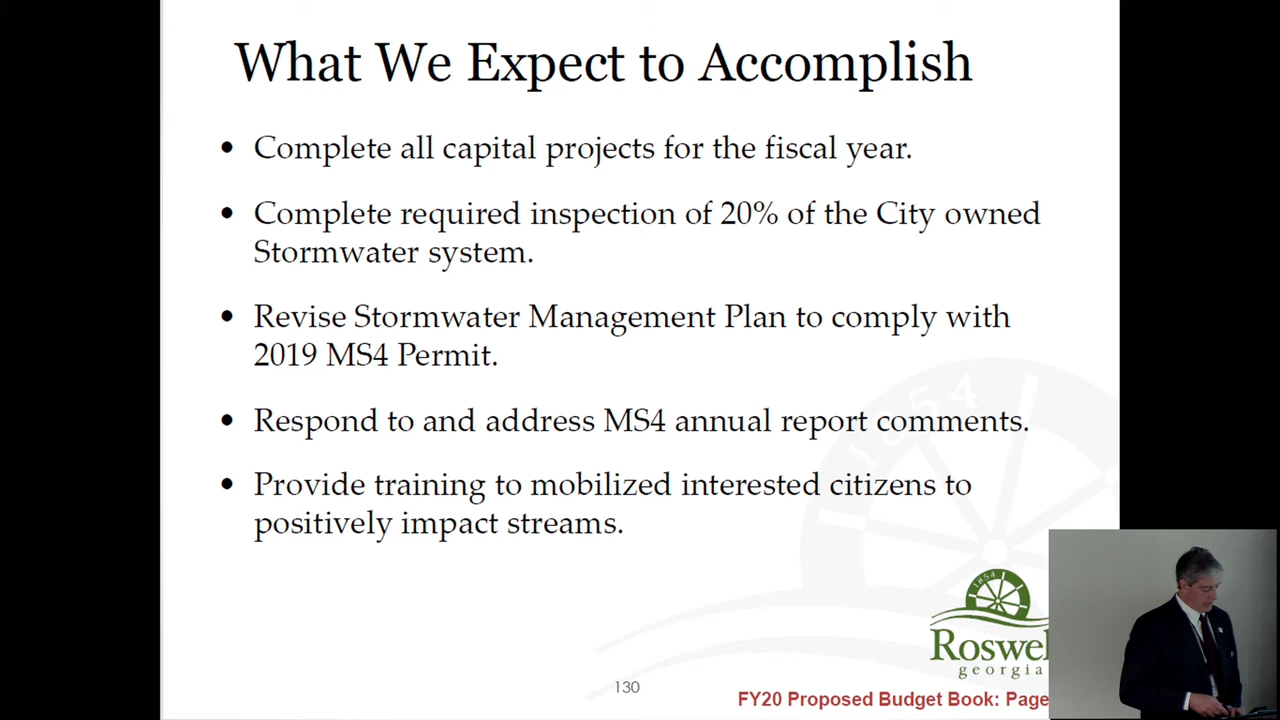 What We Expect to Accomplish
• Complete all capital projects for the fiscal year.
• Complete required inspection of 20% of the City owned
Stormwater system.
• Revise Stormwater Management Plan to comply with
2019 MS4 Permit.
• Respond to and address MS4 annual report comments.
• Provide training to mobilized interested citizens to
positively impact streams.
1854
1854
Roswel
georgia
130
FY20 Proposed Budget Book: Page